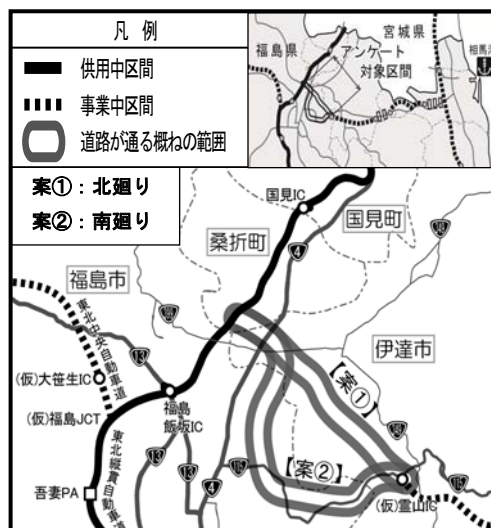 凡 例
供用中区間
事業中区間
道路が通る概ねの範囲
案①：北廻り
案②：南廻り
福島県
宮城県
アンケート
対象区間
国見IC
国見町
4
桑折町
福島市
東北中央自動車道
13
伊達市
(仮)大笹生IC
(仮)福島JCT
福島
飯坂IC
【案①】
【案②】
吾妻PA
東北縦貫自動車道
13
13
4
115
115
(仮)霊山IC